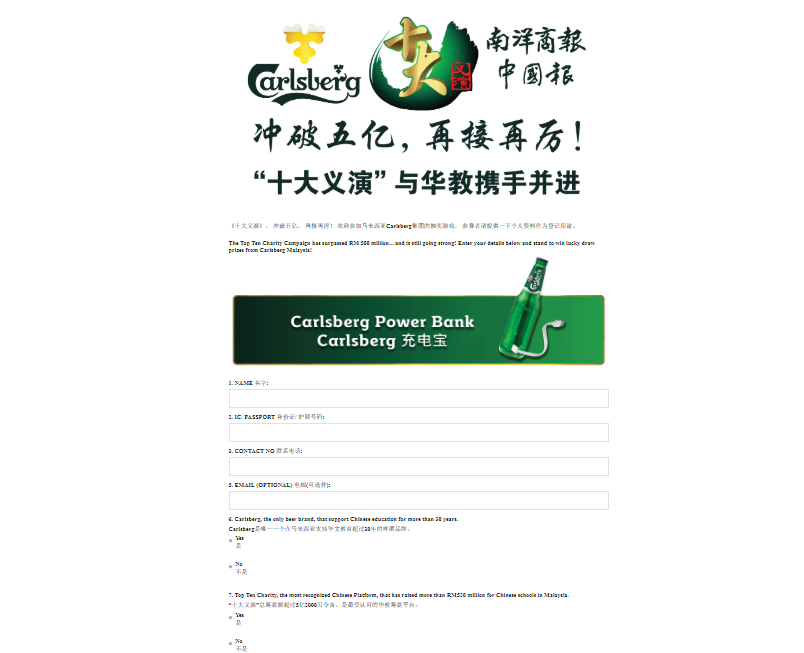 Carlsberg
十大
义演
南洋商報
中國報
冲破五亿，再接再厉！
“十大义演”与华教携手并进
《十大义演》， 冲破五亿， 再接再厉！ 欢迎参加马来西亚Carlsberg集团的抽奖游戏。 参赛者请提供一下个人资料作为登记用途。
The Top Ten Charity Campaign has surpassed RM 500 million... and is still going strong! Enter your details below and stand to win lucky draw
prizes from Carlsberg Malaysia!
Carlsberg Power Bank
Carlsberg 充电宝
1. NAME 名字:
2. IC/ PASSPORT 身份证/ 护照号码:
3. CONTACT NO 联系电话:
5. EMAIL (OPTIONAL) 电邮(可选择):
6. Carlsberg, the only beer brand, that support Chinese education for more than 30 years.
Carlsberg是唯一一个在马来西亚支持华文教育超过30年的啤酒品牌。
Yes
是
No
不是
7. Top Ten Charity, the most recognized Chinese Platform, that has raised more than RM520 million for Chinese schools in Malaysia.
“十大义演”总筹款额超过5亿2000万令吉，是最受认可的华教筹款平台。
Yes
是
No
不是